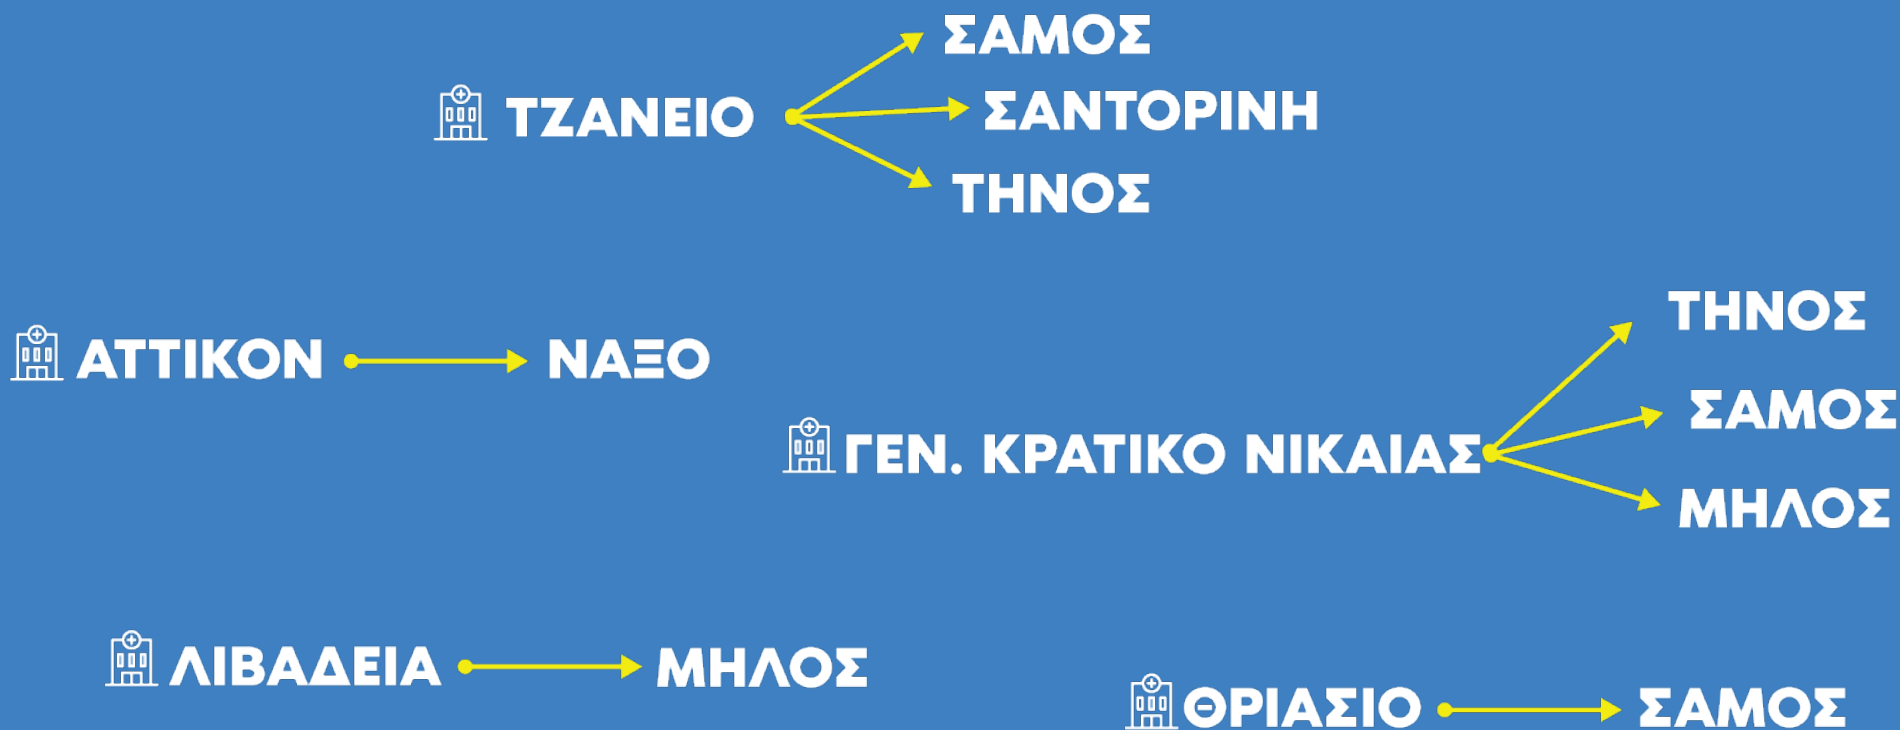 ΤΖΑΝΕΙΟ
ΣΑΜΟΣ
ΣΑΝΤΟΡΙΝΗ
ΤΗΝΟΣ
ΑΤΤΙΚΟΝ
ΝΑΞΟ
ΓΕΝ. ΚΡΑΤΙΚΟ ΝΙΚΑΙΑΣ
ΤΗΝΟΣ
ΣΑΜΟΣ
ΜΗΛΟΣ
ΛΙΒΑΔΕΙΑ
ΜΗΛΟΣ
ΘΡΙΑΣΙΟ
ΣΑΜΟΣ